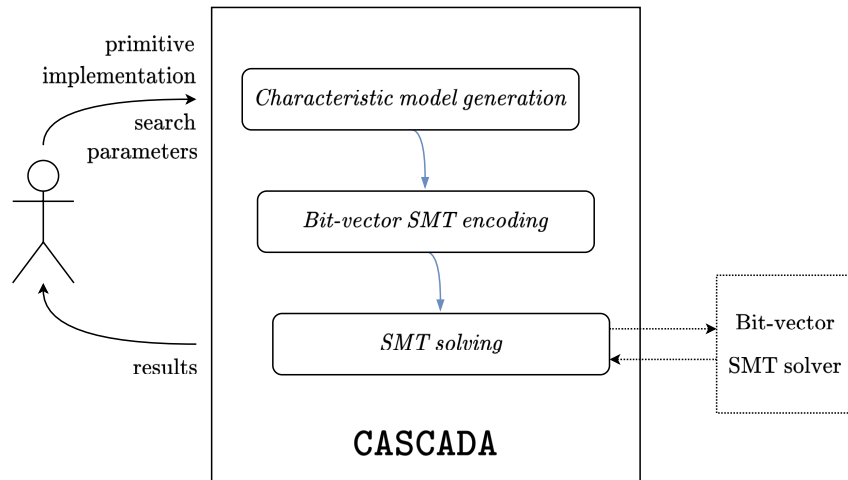 primitive
implementation
search
parameters
results
Characteristic model generation
Bit-vector SMT encoding
SMT solving
CASCADA
Bit-vector
SMT solver